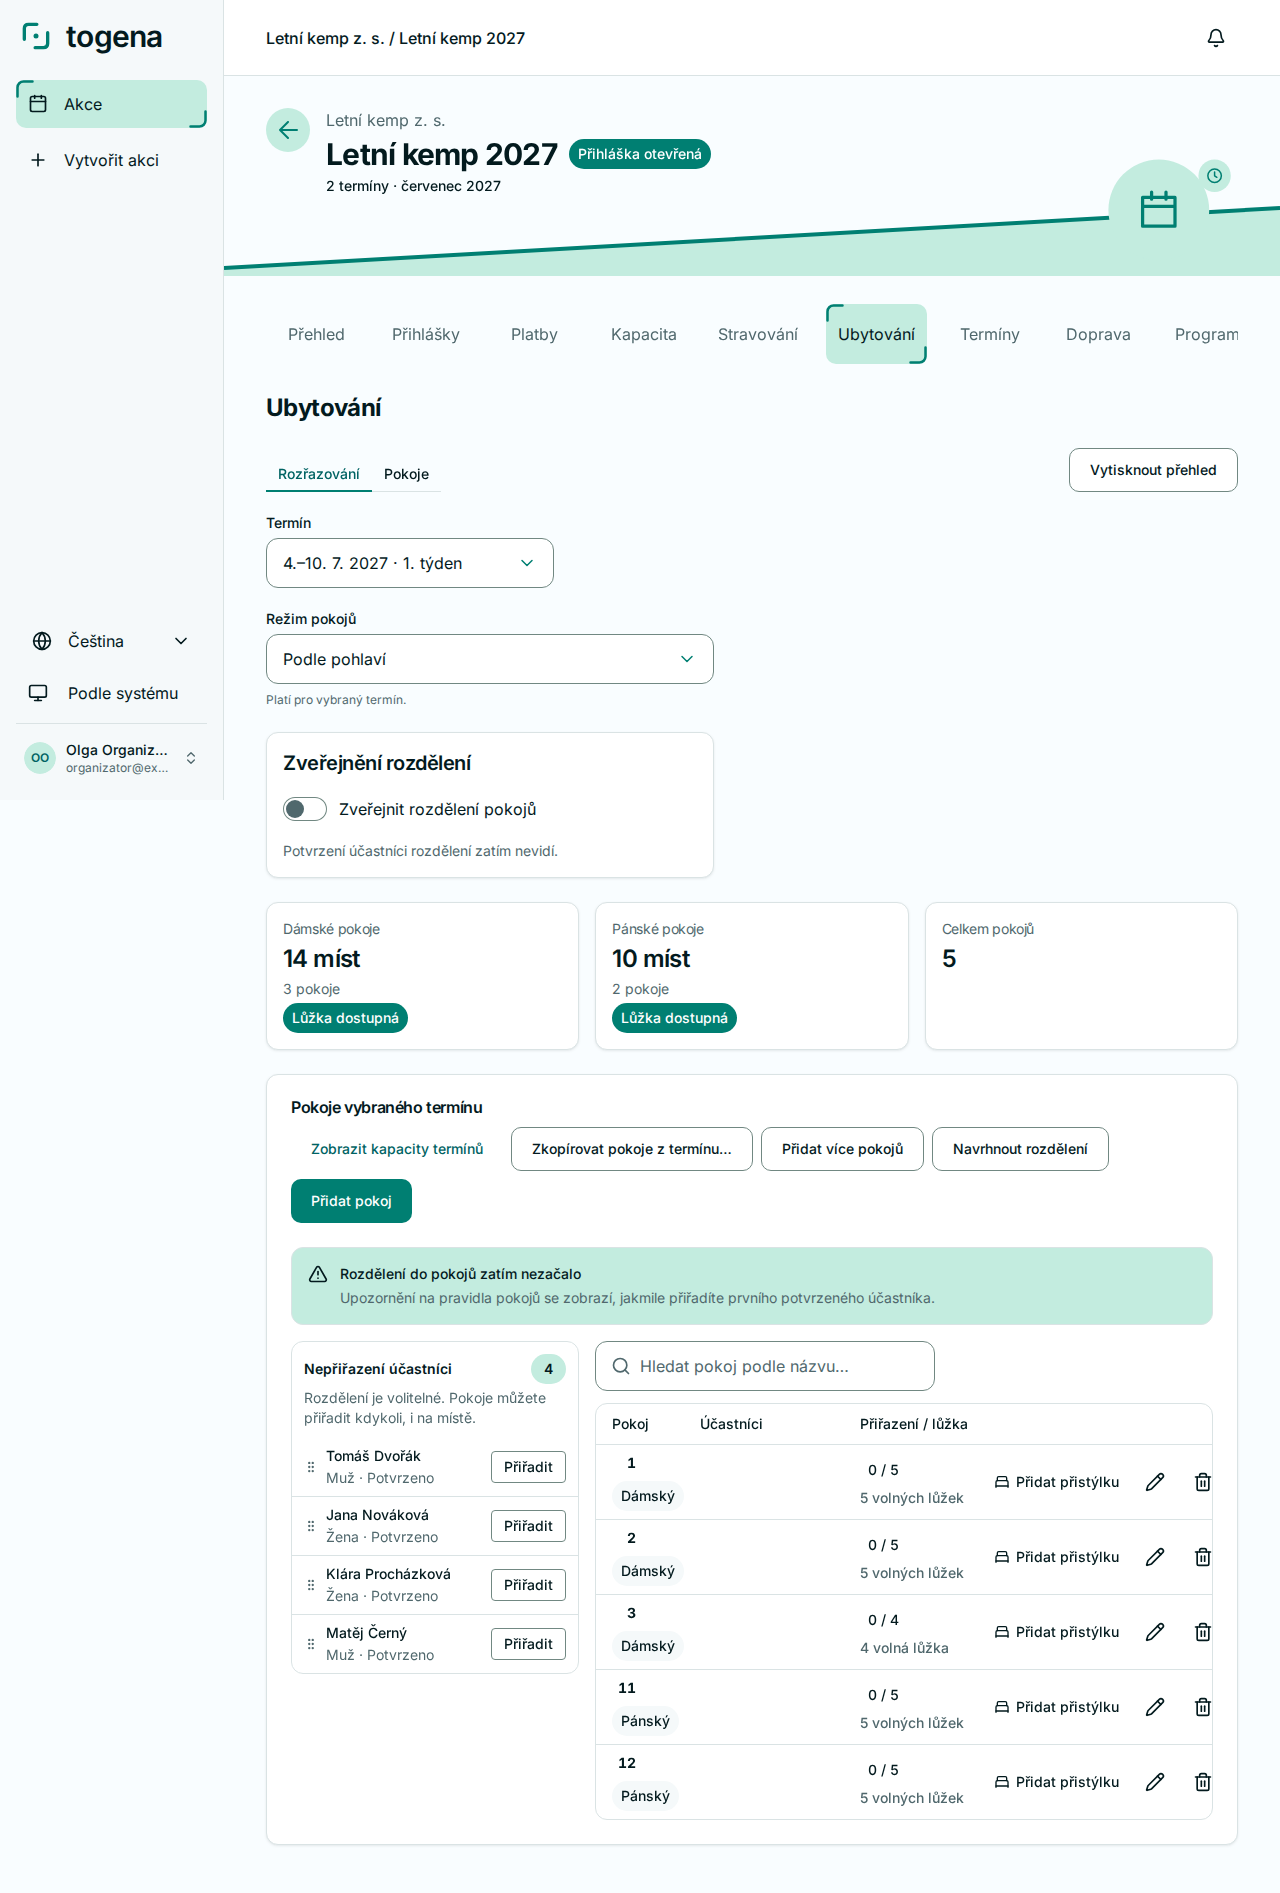 togena
Letní kemp z. s. / Letní kemp 2027
Akce
Vytvořit akci
Letní kemp z. s.
Letní kemp 2027
Přihláška otevřená
2 termíny · červenec 2027
Přehled
Přihlášky
Platby
Kapacita
Stravování
Ubytování
Termíny
Doprava
Program
Ubytování
Rozřazování
Pokoje
Vytisknout přehled
Termín
4.–10. 7. 2027 · 1. týden
Režim pokojů
Podle pohlaví
Platí pro vybraný termín.
Čeština
Podle systému
OO
Olga Organiz...
organizator@ex...
Zveřejnění rozdělení
Zveřejnit rozdělení pokojů
Potvrzení účastníci rozdělení zatím nevidí.
Dámské pokoje
14 míst
3 pokoje
Lůžka dostupná
Pánské pokoje
10 míst
2 pokoje
Lůžka dostupná
Celkem pokojů
5
Pokoje vybraného termínu
Zobrazit kapacity termínů
Zkopírovat pokoje z termínu...
Přidat více pokojů
Navrhnout rozdělení
Přidat pokoj
Rozdělení do pokojů zatím nezačalo
Upozornění na pravidla pokojů se zobrazí, jakmile přiřadíte prvního potvrzeného účastníka.
Nepřiřazení účastníci
4
Rozdělení je volitelné. Pokoje můžete
přiřadit kdykoli, i na místě.
Tomáš Dvořák
Muž · Potvrzeno
Přiřadit
Jana Nováková
Žena · Potvrzeno
Přiřadit
Klára Procházková
Žena · Potvrzeno
Přiřadit
Matěj Černý
Muž · Potvrzeno
Přiřadit
Hledat pokoj podle názvu...
Pokoj
Účastníci
Přiřazení / lůžka
1
Dámský
0 / 5
5 volných lůžek
Přidat přistýlku
2
Dámský
0 / 5
5 volných lůžek
Přidat přistýlku
3
Dámský
0 / 4
4 volná lůžka
Přidat přistýlku
11
Pánský
0 / 5
5 volných lůžek
Přidat přistýlku
12
Pánský
0 / 5
5 volných lůžek
Přidat přistýlku